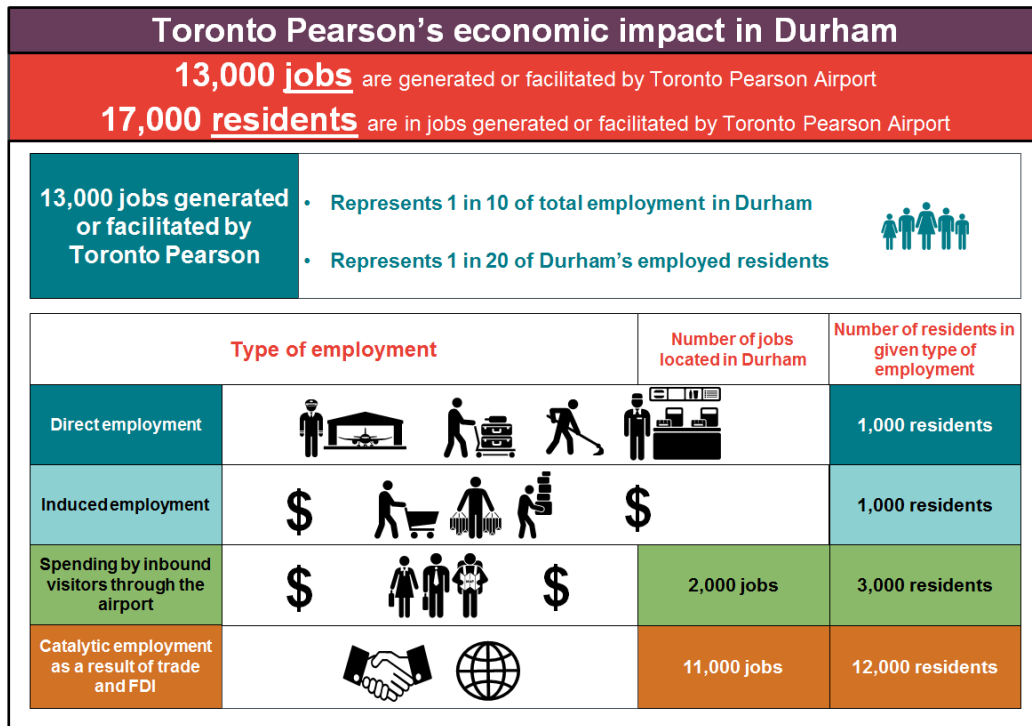 Toronto Pearson's economic impact in Durham
13,000 jobs are generated or facilitated by Toronto Pearson Airport
17,000 residents are in jobs generated or facilitated by Toronto Pearson Airport
13,000 jobs generated
or facilitated by
Toronto Pearson
• Represents 1 in 10 of total employment in Durham
• Represents 1 in 20 of Durham's employed residents
Type of employment
Number of jobs
located in Durham
Number of residents in
given type of
employment
Direct employment
1,000 residents
Induced employment
$
$
1,000 residents
Spending by inbound
visitors through the
airport
$
$
2,000 jobs
3,000 residents
Catalytic employment
as a result of trade
and FDI
11,000 jobs
12,000 residents